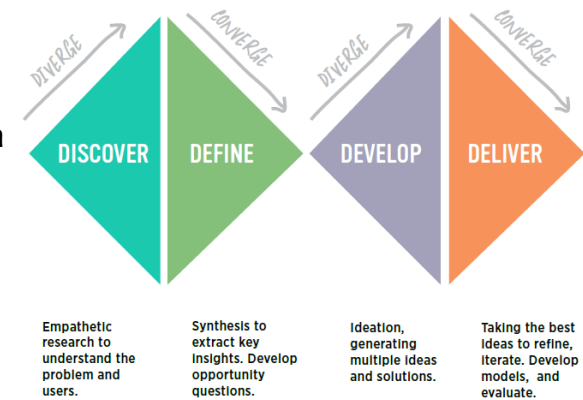 DIVERGE
CONVERGE
DIVERGE
CONVERGE
a
DISCOVER
DEFINE
DEVELOP
DELIVER
Empathetic
research to
understand the
problem and
users.
Synthesis to
extract key
insights. Develop
opportunity
questions.
Ideation,
generating
multiple ideas
and solutions.
Taking the best
ideas to refine,
iterate. Develop
models, and
evaluate.